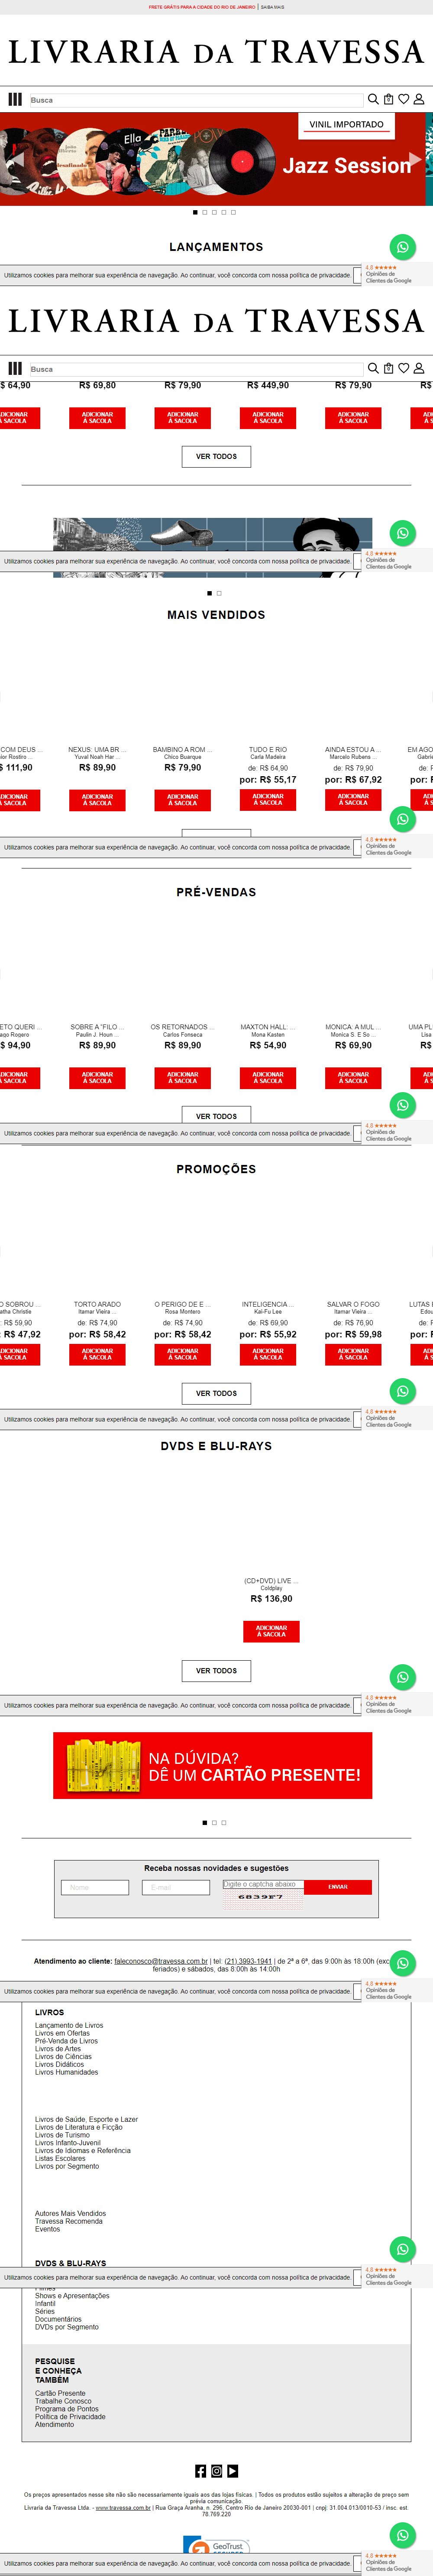 FRETE GRÁTIS PARA A CIDADE DO RIO DE JANEIRO | SAIBA MAIS
LIVRARIA DA TRAVESSA
Busca
0
VINIL IMPORTADO
Jazz Session
LANÇAMENTOS
Utilizamos cookies para melhorar sua experiência de navegação. Ao continuar, você concorda com nossa política de privacidade.
4.8 ★★★★★
Opiniões de
Clientes da Google
LIVRARIA DA TRAVESSA
Busca
0
$ 64,90 R$ 69,80 R$ 79,90 R$ 449,90 R$ 79,90 R$
ADICIONAR ADICIONAR ADICIONAR ADICIONAR
À SACOLA À SACOLA À SACOLA À SACOLA
VER TODOS
Utilizamos cookies para melhorar sua experiência de navegação. Ao continuar, você concorda com nossa política de privacidade.
4.8 ★★★★★
Opiniões de
Clientes da Google
MAIS VENDIDOS
COM DEUS ... NEXUS: UMA BR ... BAMBINO A ROM ... TUDO E RIO AINDA ESTOU A ... EM AGO
Yuval Noah Har ... Chico Buarque Carla Madeira Marcelo Rubens ... Gabrie
$ 111,90 R$ 89,90 R$ 79,90 de: R$ 64,90 de: R$ 79,90
por: R$ 55,17 por: R$ 67,92
ADICIONAR ADICIONAR ADICIONAR ADICIONAR
À SACOLA À SACOLA À SACOLA À SACOLA
Utilizamos cookies para melhorar sua experiência de navegação. Ao continuar, você concorda com nossa política de privacidade.
4.8 ★★★★★
Opiniões de
Clientes da Google
PRÉ-VENDAS
ETO QUERI ... SOBRE A "FILO ... OS RETORNADOS ... MAXTON HALL: ... MONICA: A MUL ... UMA PL
ago Rogero Paulin J. Houn ... Carlos Fonseca Mona Kasten Monica S. E So ... Lisa
$ 94,90 R$ 89,90 R$ 89,90 R$ 54,90 R$ 69,90 R$
ADICIONAR ADICIONAR ADICIONAR ADICIONAR
À SACOLA À SACOLA À SACOLA À SACOLA
VER TODOS
Utilizamos cookies para melhorar sua experiência de navegação. Ao continuar, você concorda com nossa política de privacidade.
4.8 ★★★★★
Opiniões de
Clientes da Google
PROMOÇÕES
O SOBROU ... TORTO ARADO O PERIGO DE E ... INTELIGENCIA ... SALVAR O FOGO LUTAS
atha Christie Itamar Vieira ... Rosa Montero Kai-Fu Lee Itamar Vieira ... Edou
R$ 59,90 de: R$ 74,90 de: R$ 74,90 de: R$ 69,90 de: R$ 76,90
R$ 47,92 por: R$ 58,42 por: R$ 58,42 por: R$ 55,92 por: R$ 59,98 por:
ADICIONAR ADICIONAR ADICIONAR ADICIONAR
À SACOLA À SACOLA À SACOLA À SACOLA
VER TODOS
Utilizamos cookies para melhorar sua experiência de navegação. Ao continuar, você concorda com nossa política de privacidade.
4.8 ★★★★★
Opiniões de
Clientes da Google
DVDS E BLU-RAYS
(CD+DVD) LIVE ...
Coldplay
R$ 136,90
ADICIONAR
À SACOLA
VER TODOS
Utilizamos cookies para melhorar sua experiência de navegação. Ao continuar, você concorda com nossa política de privacidade.
4.8 ★★★★★
Opiniões de
Clientes da Google
NA DÚVIDA?
DÊ UM CARTÃO PRESENTE!
Receba nossas novidades e sugestões
Nome E-mail Digite o captcha abaixo ENVIAR
6839F7
Atendimento ao cliente: faleconosco@travessa.com.br | tel. (21) 3993-1941 | de 2ª a 6ª, das 9:00h às 18:00h (exc
feriados) e sábados, das 8:00h às 14:00h
Utilizamos cookies para melhorar sua experiência de navegação. Ao continuar, você concorda com nossa política de privacidade.
4.8 ★★★★★
Opiniões de
Clientes da Google
LIVROS
Lançamento de Livros
Livros em Ofertas
Pré-Venda de Livros
Livros de Artes
Livros de Ciências
Livros Didáticos
Livros Humanidades
Livros de Saúde, Esporte e Lazer
Livros de Literatura e Ficção
Livros de Turismo
Livros Infanto-Juvenil
Livros de Idiomas e Referência
Listas Escolares
Livros por Segmento
Autores Mais Vendidos
Travessa Recomenda
Eventos
DVDS & BLU-RAYS
Utilizamos cookies para melhorar sua experiência de navegação. Ao continuar, você concorda com nossa política de privacidade.
4.8 ★★★★★
Opiniões de
Clientes da Google
Filmes
Shows e Apresentações
Infantil
Séries
Documentários
DVDs por Segmento
PESQUISE
E CONHEÇA
TAMBÉM
Cartão Presente
Trabalhe Conosco
Programa de Pontos
Política de Privacidade
Atendimento
Os preços apresentados nesse site não são necessariamente iguais aos das lojas físicas. | Todos os produtos estão sujeitos a alteração de preço sem
prévia comunicação.
Livraria da Travessa Ltda. - www.travessa.com.br | Rua Graça Aranha, n. 296, Centro Rio de Janeiro 20030-001 | cnpj: 31.004.013/0010-53 / insc. est.
78.769.220
GeoTrust
Utilizamos cookies para melhorar sua experiência de navegação. Ao continuar, você concorda com nossa política de privacidade.
4.8 ★★★★★
Opiniões de
Clientes da Google